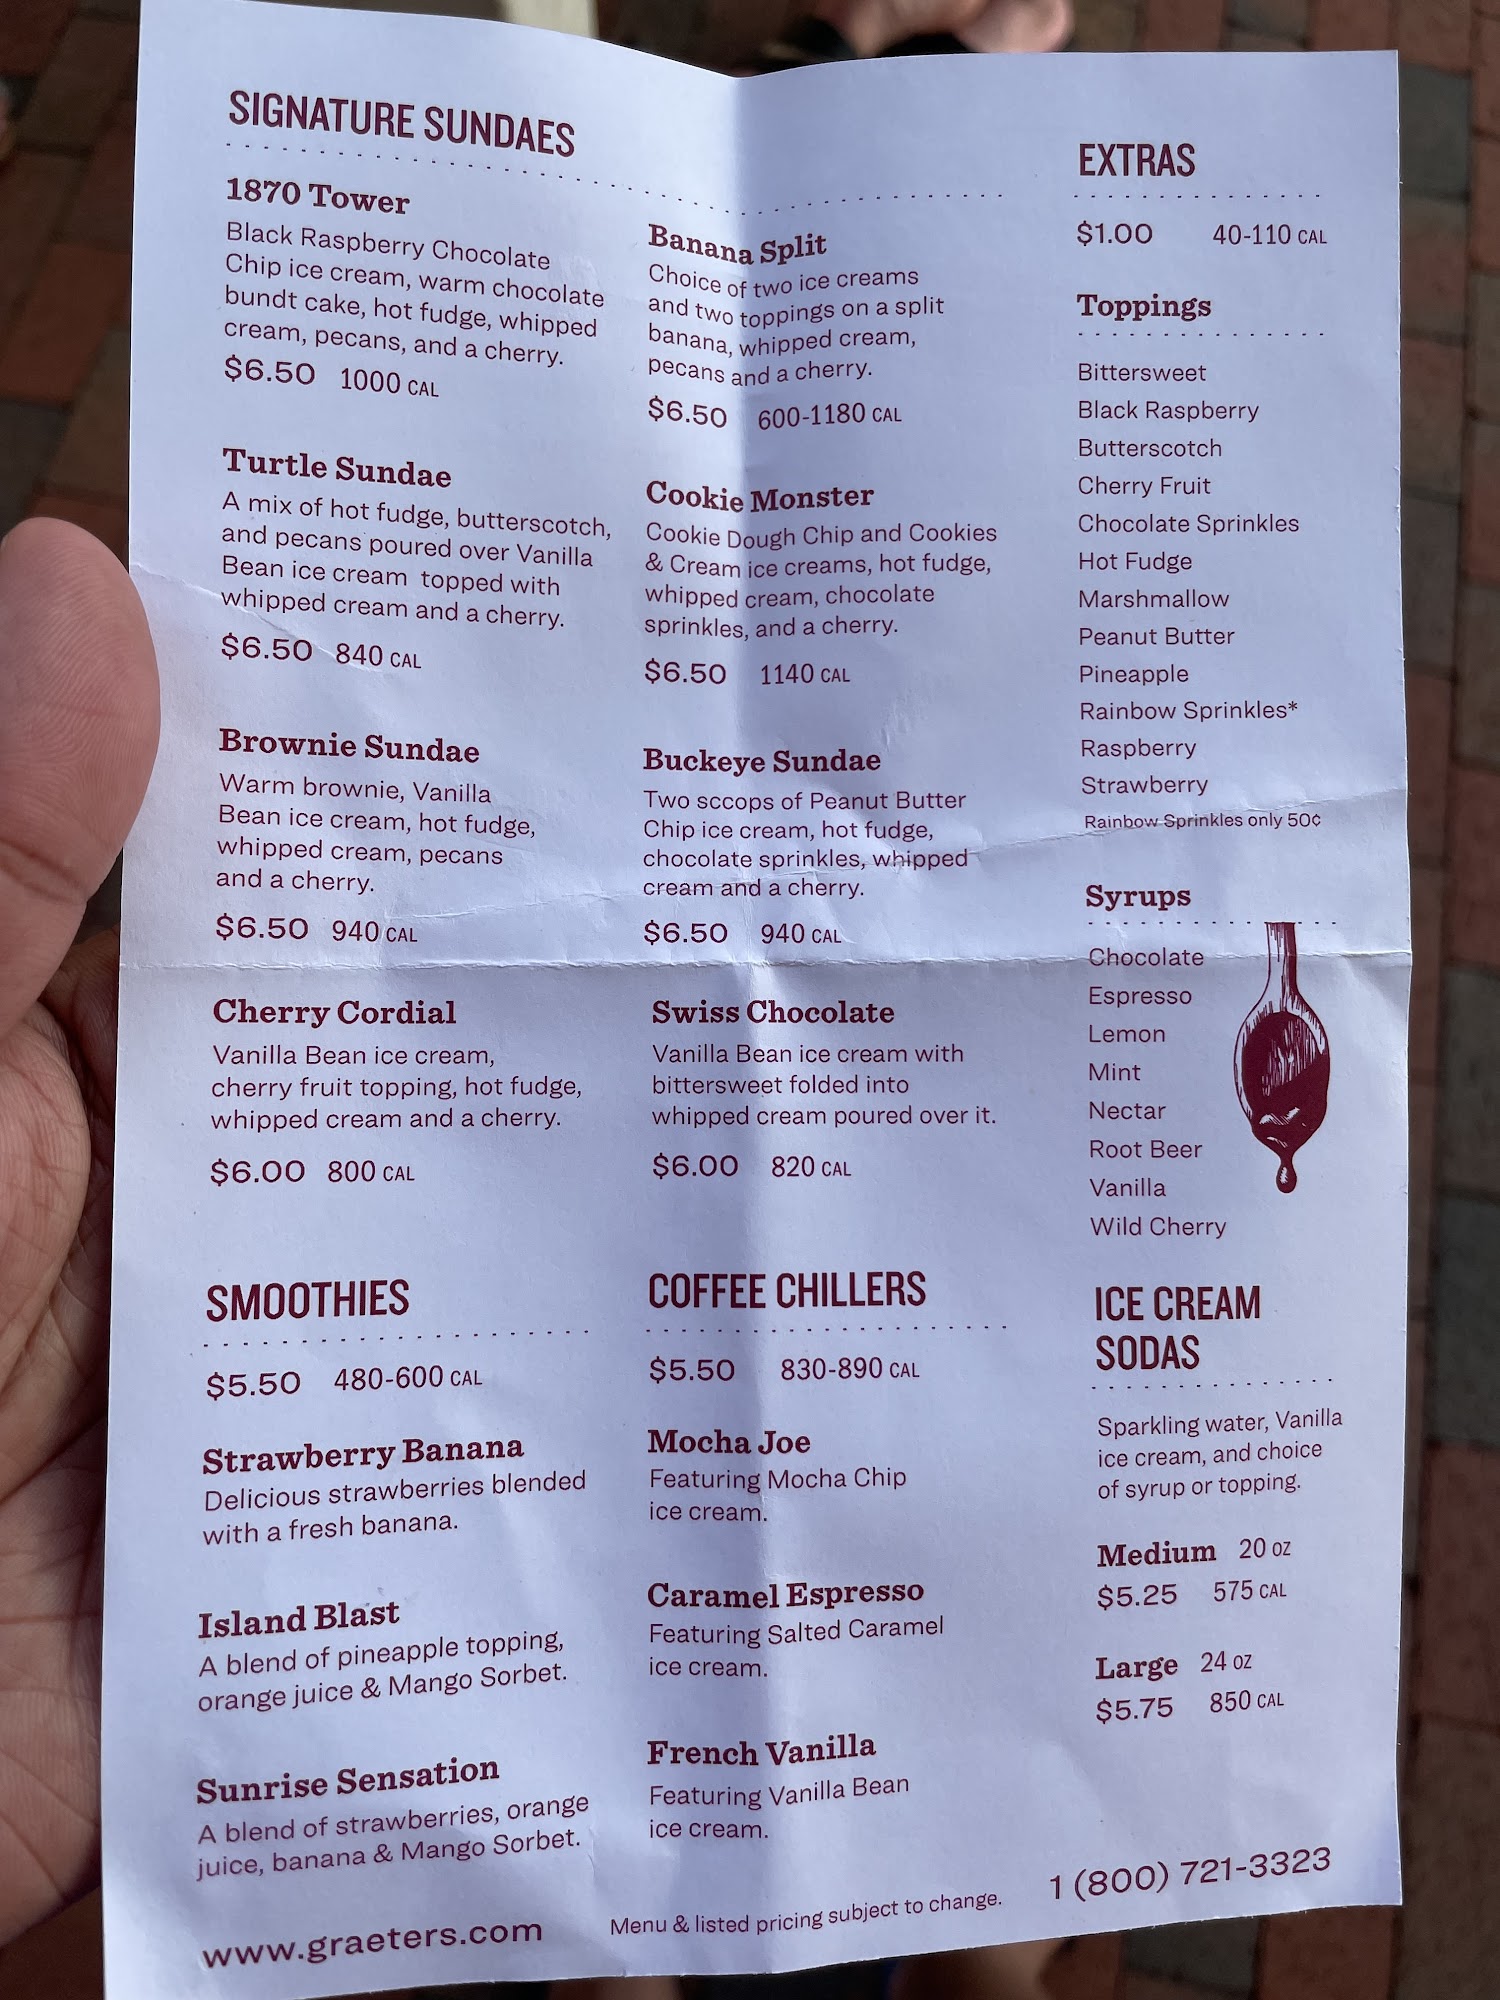 SIGNATURE SUNDAES
1870 Tower
Black Raspberry Chocolate
Chip ice cream, warm chocolate
bundt cake, hot fudge, whipped
cream, pecans, and a cherry.
$6.50 1000 CAL
Turtle Sundae
A mix of hot fudge, butterscotch,
and pecans poured over Vanilla
Bean ice cream topped with
whipped cream and a cherry.
$6.50 840 CAL
Brownie Sundae
Warm brownie, Vanilla
Bean ice cream, hot fudge,
whipped cream, pecans
and a cherry.
$6.50 940 CAL
Cherry Cordial
Vanilla Bean ice cream,
cherry fruit topping, hot fudge,
whipped cream and a cherry.
$6.00 800 CAL
Banana Split
Choice of two ice creams
and two toppings on a split
banana, whipped cream,
pecans and a cherry.
$6.50 600-1180 CAL
Cookie Monster
Cookie Dough Chip and Cookies
& Cream ice creams, hot fudge,
whipped cream, chocolate
sprinkles, and a cherry.
$6.50 1140 CAL
Buckeye Sundae
Two sccops of Peanut Butter
Chip ice cream, hot fudge,
chocolate sprinkles, whipped
cream and a cherry.
$6.50 940 CAL
Swiss Chocolate
Vanilla Bean ice cream with
bittersweet folded into
whipped cream poured over it.
$6.00 820 CAL
EXTRAS
$1.00 40-110 CAL
Toppings
Bittersweet
Black Raspberry
Butterscotch
Cherry Fruit
Chocolate Sprinkles
Hot Fudge
Marshmallow
Peanut Butter
Pineapple
Rainbow Sprinkles*
Raspberry
Strawberry
Rainbow Sprinkles only 50¢
Syrups
Chocolate
Espresso
Lemon
Mint
Nectar
Root Beer
Vanilla
Wild Cherry
SMOOTHIES
$5.50 480-600 CAL
Strawberry Banana
Delicious strawberries blended
with a fresh banana.
Island Blast
A blend of pineapple topping,
orange juice & Mango Sorbet.
Sunrise Sensation
A blend of strawberries, orange
juice, banana & Mango Sorbet.
COFFEE CHILLERS
$5.50 830-890 CAL
Mocha Joe
Featuring Mocha Chip
ice cream.
Caramel Espresso
Featuring Salted Caramel
ice cream.
French Vanilla
Featuring Vanilla Bean
ice cream.
ICE CREAM
SODAS
Sparkling water, Vanilla
ice cream, and choice
of syrup or topping.
Medium 20 OZ
$5.25 575 CAL
Large 24 OZ
$5.75 850 CAL
www.graeters.com
Menu & listed pricing subject to change.
1 (800) 721-3323